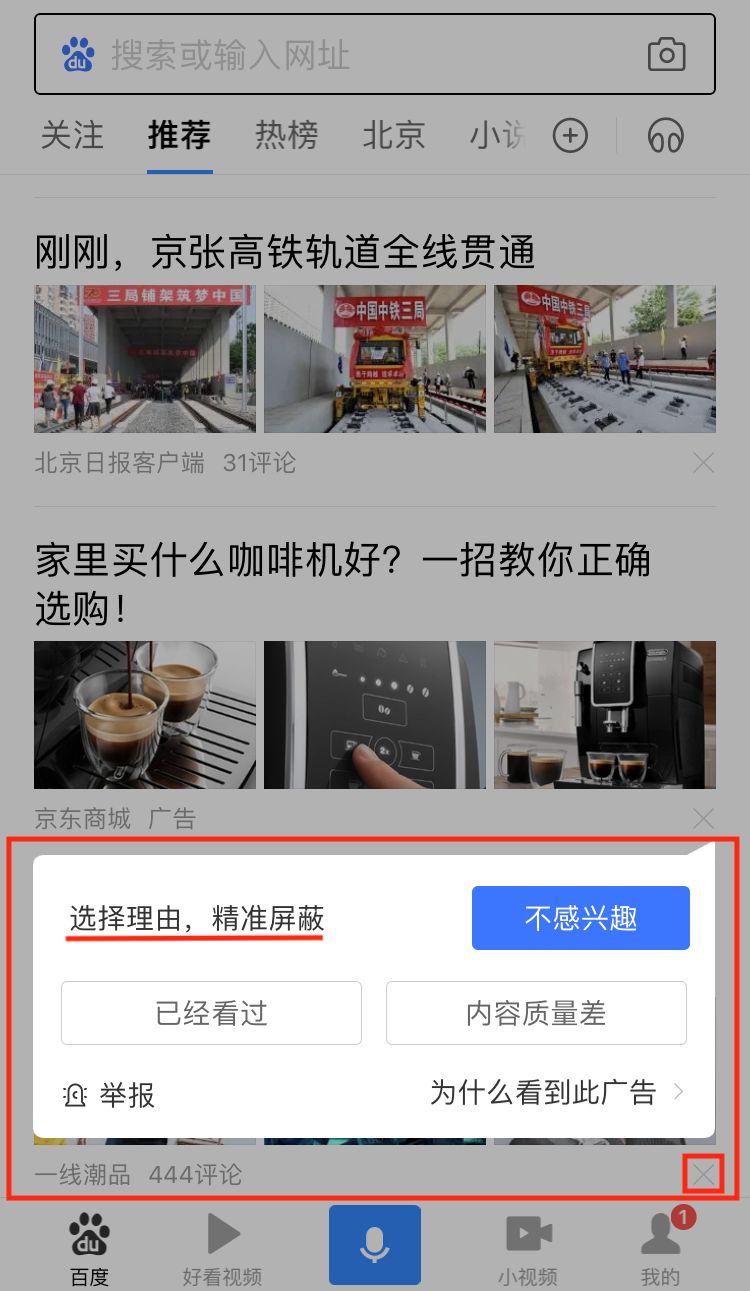 du 搜索或输入网址
关注 推荐 热榜 北京 小说
刚刚，京张高铁轨道全线贯通
三局铺架筑梦中国
中国中铁三局
中国中铁三局
北京日报客户端 31评论
家里买什么咖啡机好？一招教你正确
选购！
2x
京东商城 广告
选择理由，精准屏蔽 不感兴趣
已经看过 内容质量差
举报 为什么看到此广告
一线潮品 444评论
du 1
百度 好看视频 小视频 我的